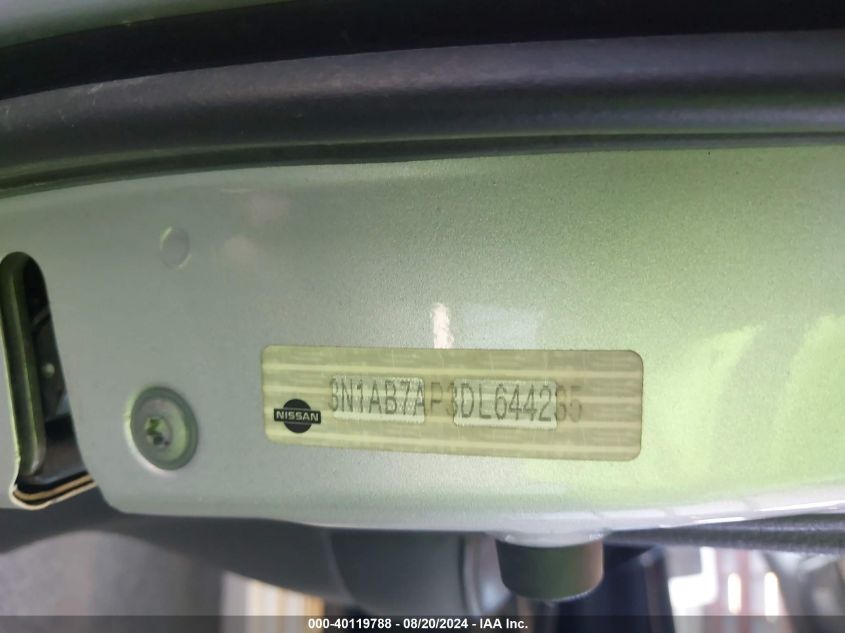 3N1AB7AP3DL644265
NISSAN
000-40119788 - 08/20/2024 - IAA Inc.